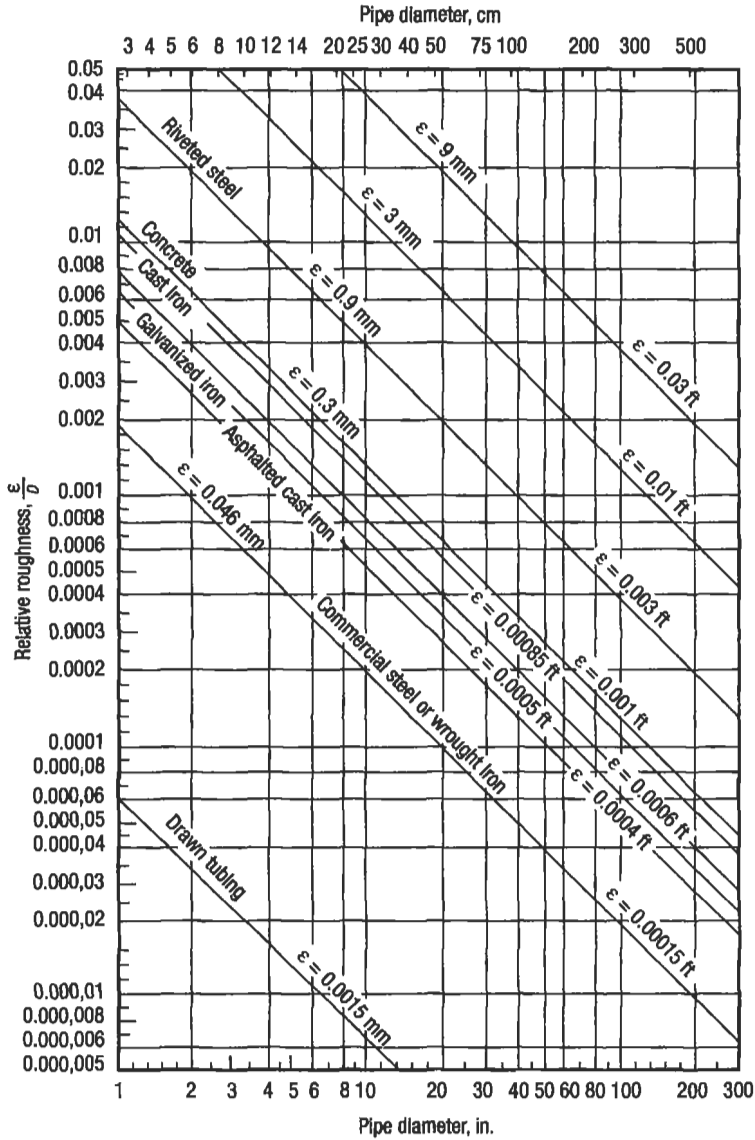 Pipe diameter, cm
3 4 5 6 8 10 12 14 20 25 30 40 50 75 100 200 300 500
0.05
0.04
0.03
0.02
0.01
0.008
0.006
0.005
0.004
0.003
0.002
0.001
0.0008
0.0006
0.0005
0.0004
0.0003
0.0002
0.0001
0.000,08
0.000,06
0.000,05
0.000,04
0.000,03
0.000,02
0.000,01
0.000,008
0.000,006
0.000,005
Relative roughness, ε/D
Riveted steel
Concrete
Cast Iron
Galvanized iron
Asphalted cast iron
Commercial steel or wrought Iron
Drawn tubing
ε = 9 mm
ε = 3 mm
ε = 0.9 mm
ε = 0.3 mm
ε = 0.046 mm
ε = 0.0015 mm
ε = 0.03 ft
ε = 0.01 ft
ε = 0.003 ft
ε = 0.001 ft
ε = 0.00085 ft
ε = 0.0005 ft
ε = 0.0006 ft
ε = 0.0004 ft
ε = 0.00015 ft
1 2 3 4 5 6 8 10 20 30 40 50 60 80 100 200 300
Pipe diameter, in.